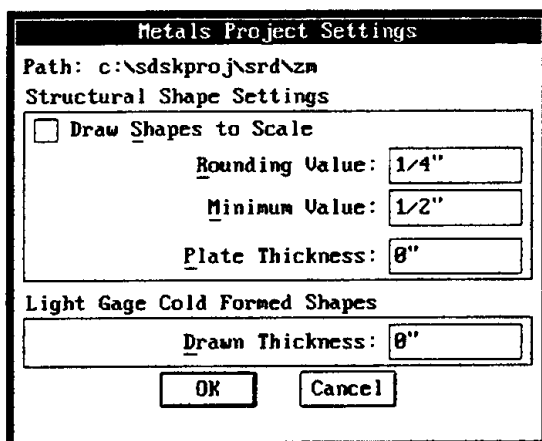 Metals Project Settings
Path: c:\sdskproj\srd\zm
Structural Shape Settings
Draw Shapes to Scale
Rounding Value: 1/4"
Minimum Value: 1/2"
Plate Thickness: 0"
Light Gage Cold Formed Shapes
Drawn Thickness: 0"
OK Cancel